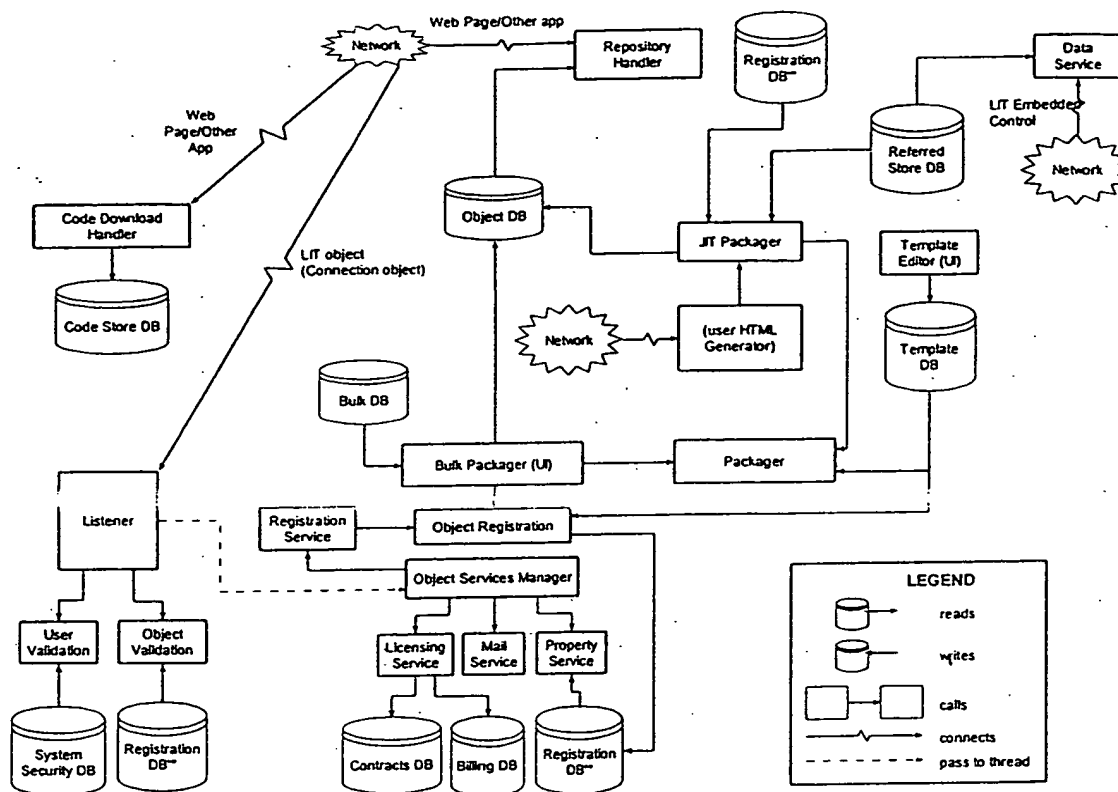 Web Page/Other app
Network
Repository
Handler
Registration
DB**
Data
Service
LIT Embedded
Control
Web
Page/Other
App
Referred
Store DB
Network
Code Download
Handler
Object DB
JIT Packager
Template
Editor (UI)
LIT object
(Connection object)
Code Store DB
Network
(user HTML
Generator)
Template
DB
Bulk DB
Bulk Packager (UI)
Packager
Listener
Registration
Service
Object Registration
Object Services Manager
LEGEND
reads
writes
calls
connects
pass to thread
User
Validation
Object
Validation
Licensing
Service
Mail
Service
Property
Service
System
Security DB
Registration
DB**
Contracts DB
Billing DB
Registration
DB**